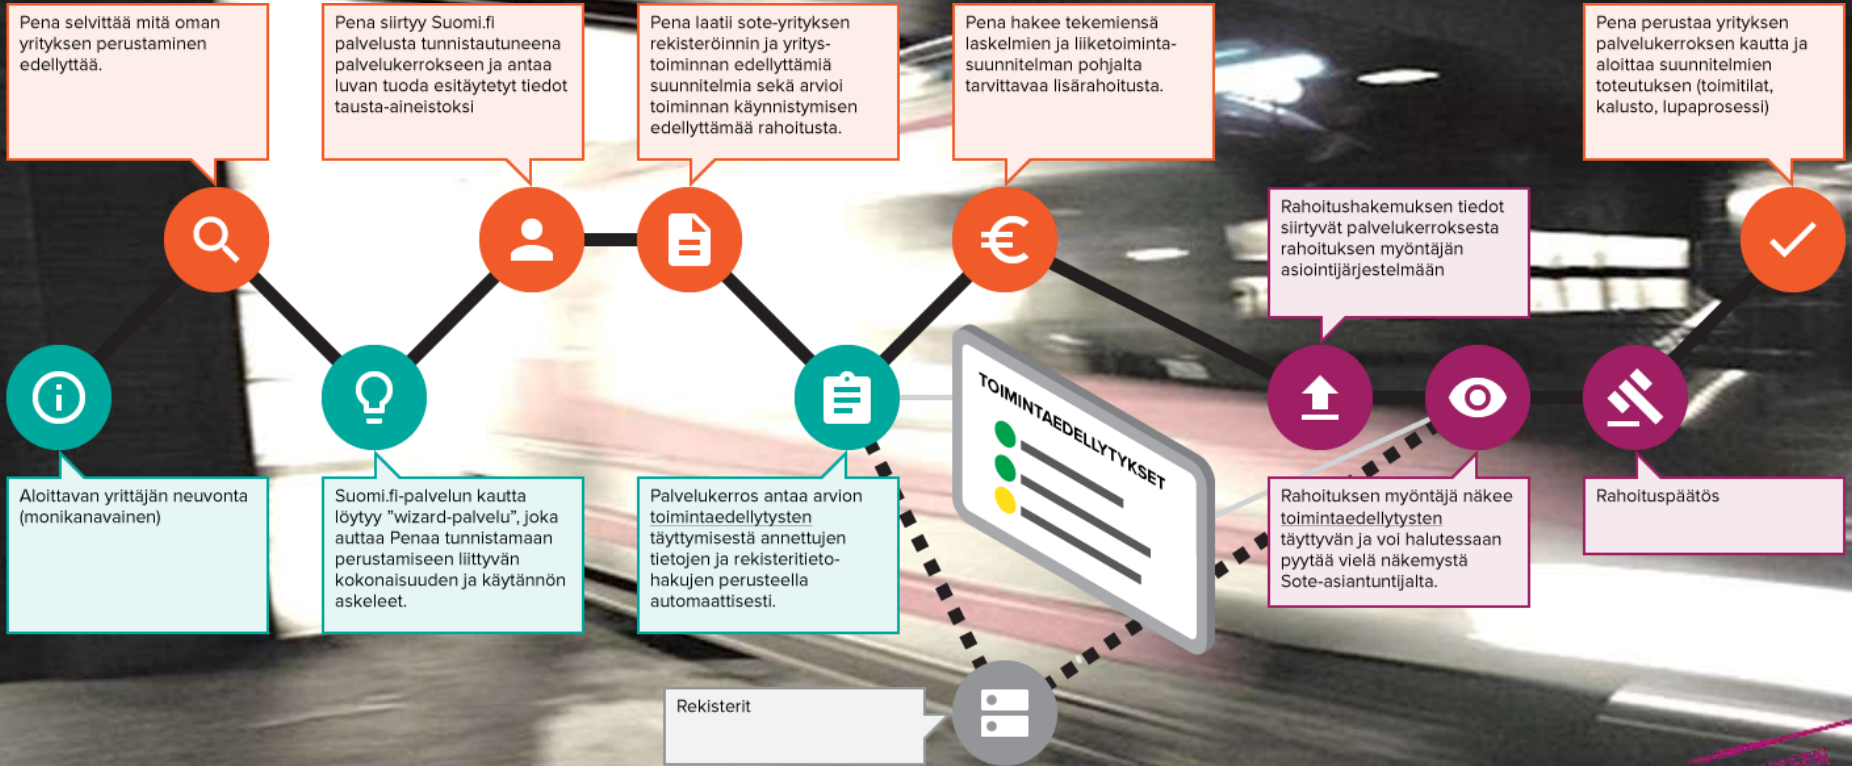 Pena selvittää mitä oman
yrityksen perustaminen
edellyttää.
Pena siirtyy Suomi.fi
palvelusta tunnistautuneena
palvelukerrokseen ja antaa
luvan tuoda esitäytetyt tiedot
tausta-aineistoksi
Pena laatii sote-yrityksen
rekisteröinnin ja yritys-
toiminnan edellyttämiä
suunnitelmia sekä arvioi
toiminnan käynnistymisen
edellyttämää rahoitusta.
Pena hakee tekemiensä
laskelmien ja liiketoiminta-
suunnitelman pohjalta
tarvittavaa lisärahoitusta.
Pena perustaa yrityksen
palvelukerroksen kautta ja
aloittaa suunnitelmien
toteutuksen (toimitilat,
kalusto, lupaprosessi)
Rahoitushakemuksen tiedot
siirtyvät palvelukerroksesta
rahoituksen myöntäjän
asiointijärjestelmään
€
TOIMINTAEDELLYTYKSET
Aloittavan yrittäjän neuvonta
(monikanavainen)
Suomi.fi-palvelun kautta
löytyy ”wizard-palvelu”, joka
auttaa Penaa tunnistamaan
perustamiseen liittyvän
kokonaisuuden ja käytännön
askeleet.
Palvelukerros antaa arvion
toimintaedellytysten
täyttymisestä annettujen
tietojen ja rekisteritieto-
hakujen perusteella
automaattisesti.
Rahoituksen myöntäjä näkee
toimintaedellytysten
täyttyvän ja voi halutessaan
pyytää vielä näkemystä
Sote-asiantuntijalta.
Rahoituspäätös
Rekisterit